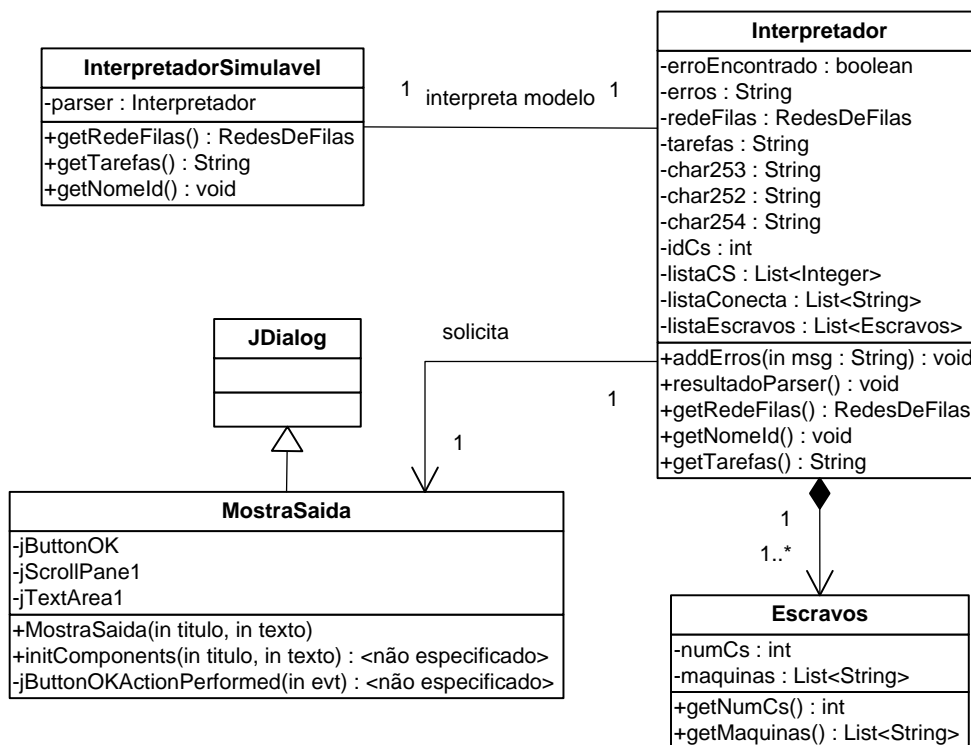 InterpretadorSimulavel
-parser : Interpretador
+getRedeFilas() : RedesDeFilas
+getTarefas() : String
+getNomeId() : void
1
interpreta modelo
1
Interpretador
-erroEncontrado : boolean
-erros : String
-redeFilas : RedesDeFilas
-tarefas : String
-char253 : String
-char252 : String
-char254 : String
-idCs : int
-listaCS : List<Integer>
-listaConecta : List<String>
-listaEscravos : List<Escravos>
+addErros(in msg : String) : void
+resultadoParser() : void
+getRedeFilas() : RedesDeFilas
+getNomeId() : void
+getTarefas() : String
JDialog
solicita
1
1
MostraSaida
-jButtonOK
-jScrollPane1
-jTextArea1
+MostraSaida(in titulo, in texto)
+initComponents(in titulo, in texto) : <não especificado>
-jButtonOKActionPerformed(in evt) : <não especificado>
1
1..*
Escravos
-numCs : int
-maquinas : List<String>
+getNumCs() : int
+getMaquinas() : List<String>